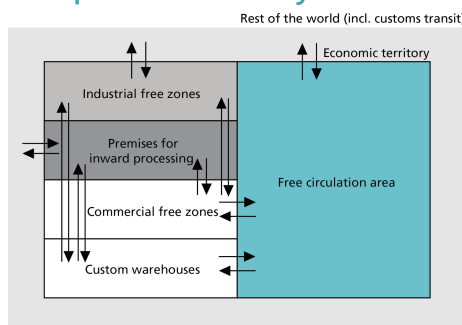 Rest of the world (incl. customs transit)
Economic territory
Industrial free zones
Premises for
inward processing
Free circulation area
Commercial free zones
Custom warehouses